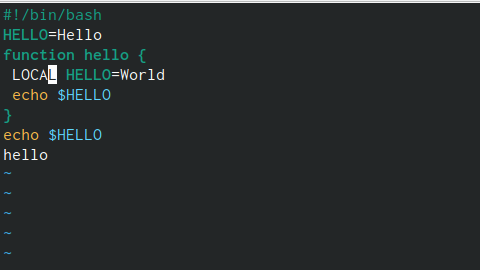 #!/bin/bash
HELLO=Hello
function hello {
 LOCAL HELLO=World
 echo $HELLO
}
echo $HELLO
hello
~
~
~
~
~